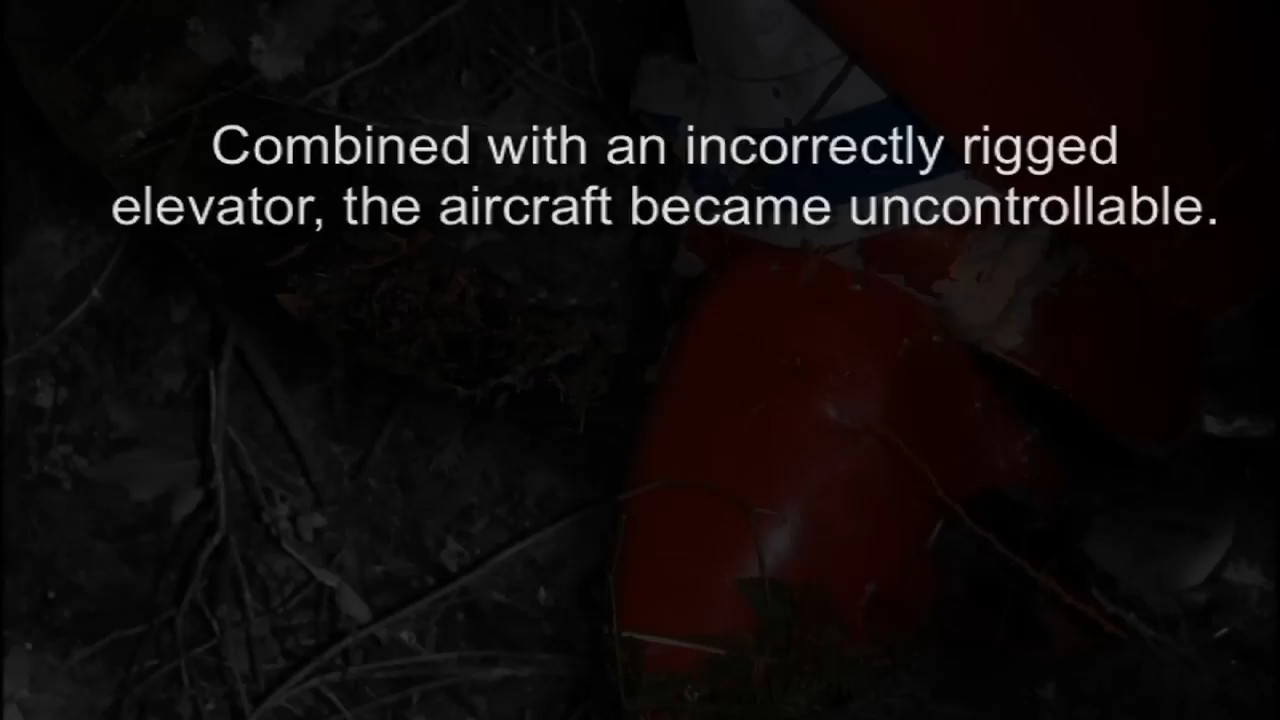 Combined with an incorrectly rigged
elevator, the aircraft became uncontrollable.